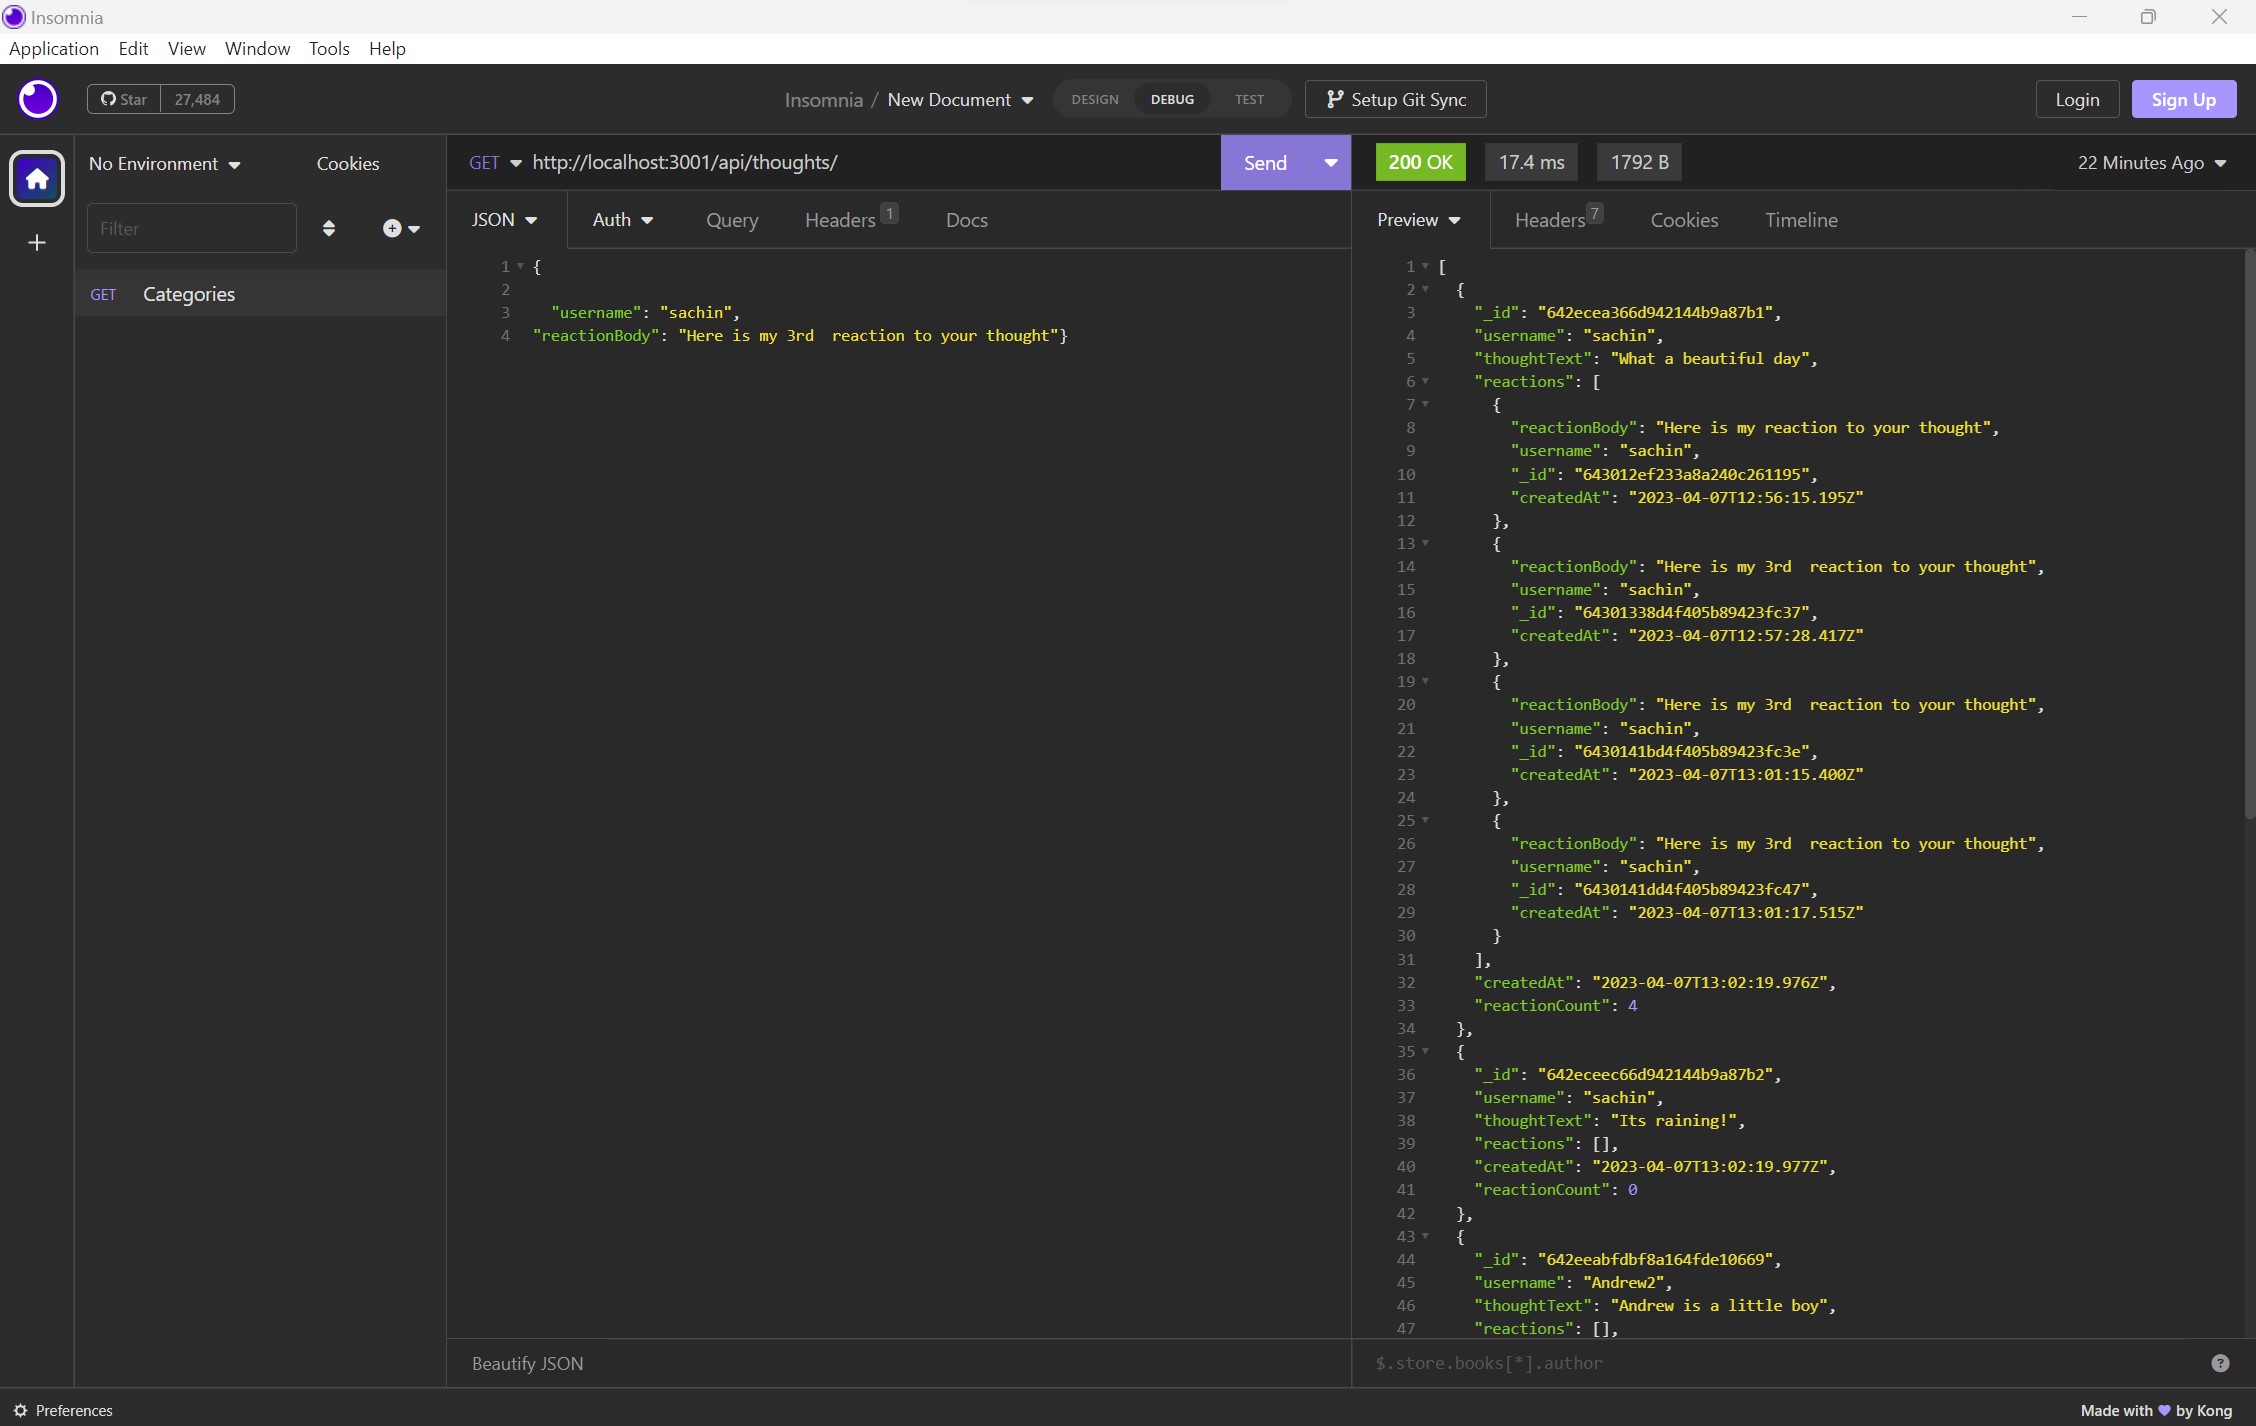 Insomnia
Application Edit View Window Tools Help
Star 27,484
Insomnia / New Document
DESIGN DEBUG TEST
Setup Git Sync
Login Sign Up
No Environment Cookies
Filter
GET Categories
GET http://localhost:3001/api/thoughts/ Send
JSON Auth Query Headers 1 Docs
1 {
2
3 "username": "sachin",
4 "reactionBody": "Here is my 3rd  reaction to your thought"}
Beautify JSON
200 OK 17.4 ms 1792 B 22 Minutes Ago
Preview Headers 7 Cookies Timeline
1 [
2 {
3 "_id": "642ecea366d942144b9a87b1",
4 "username": "sachin",
5 "thoughtText": "What a beautiful day",
6 "reactions": [
7 {
8 "reactionBody": "Here is my reaction to your thought",
9 "username": "sachin",
10 "_id": "643012ef233a8a240c261195",
11 "createdAt": "2023-04-07T12:56:15.195Z"
12 },
13 {
14 "reactionBody": "Here is my 3rd  reaction to your thought",
15 "username": "sachin",
16 "_id": "64301338d4f405b89423fc37",
17 "createdAt": "2023-04-07T12:57:28.417Z"
18 },
19 {
20 "reactionBody": "Here is my 3rd  reaction to your thought",
21 "username": "sachin",
22 "_id": "6430141bd4f405b89423fc3e",
23 "createdAt": "2023-04-07T13:01:15.400Z"
24 },
25 {
26 "reactionBody": "Here is my 3rd  reaction to your thought",
27 "username": "sachin",
28 "_id": "6430141dd4f405b89423fc47",
29 "createdAt": "2023-04-07T13:01:17.515Z"
30 }
31 ],
32 "createdAt": "2023-04-07T13:02:19.976Z",
33 "reactionCount": 4
34 },
35 {
36 "_id": "642eceec66d942144b9a87b2",
37 "username": "sachin",
38 "thoughtText": "Its raining!",
39 "reactions": [],
40 "createdAt": "2023-04-07T13:02:19.977Z",
41 "reactionCount": 0
42 },
43 {
44 "_id": "642eeabfdbf8a164fde10669",
45 "username": "Andrew2",
46 "thoughtText": "Andrew is a little boy",
47 "reactions": [],
$.store.books[*].author
Preferences
Made with by Kong